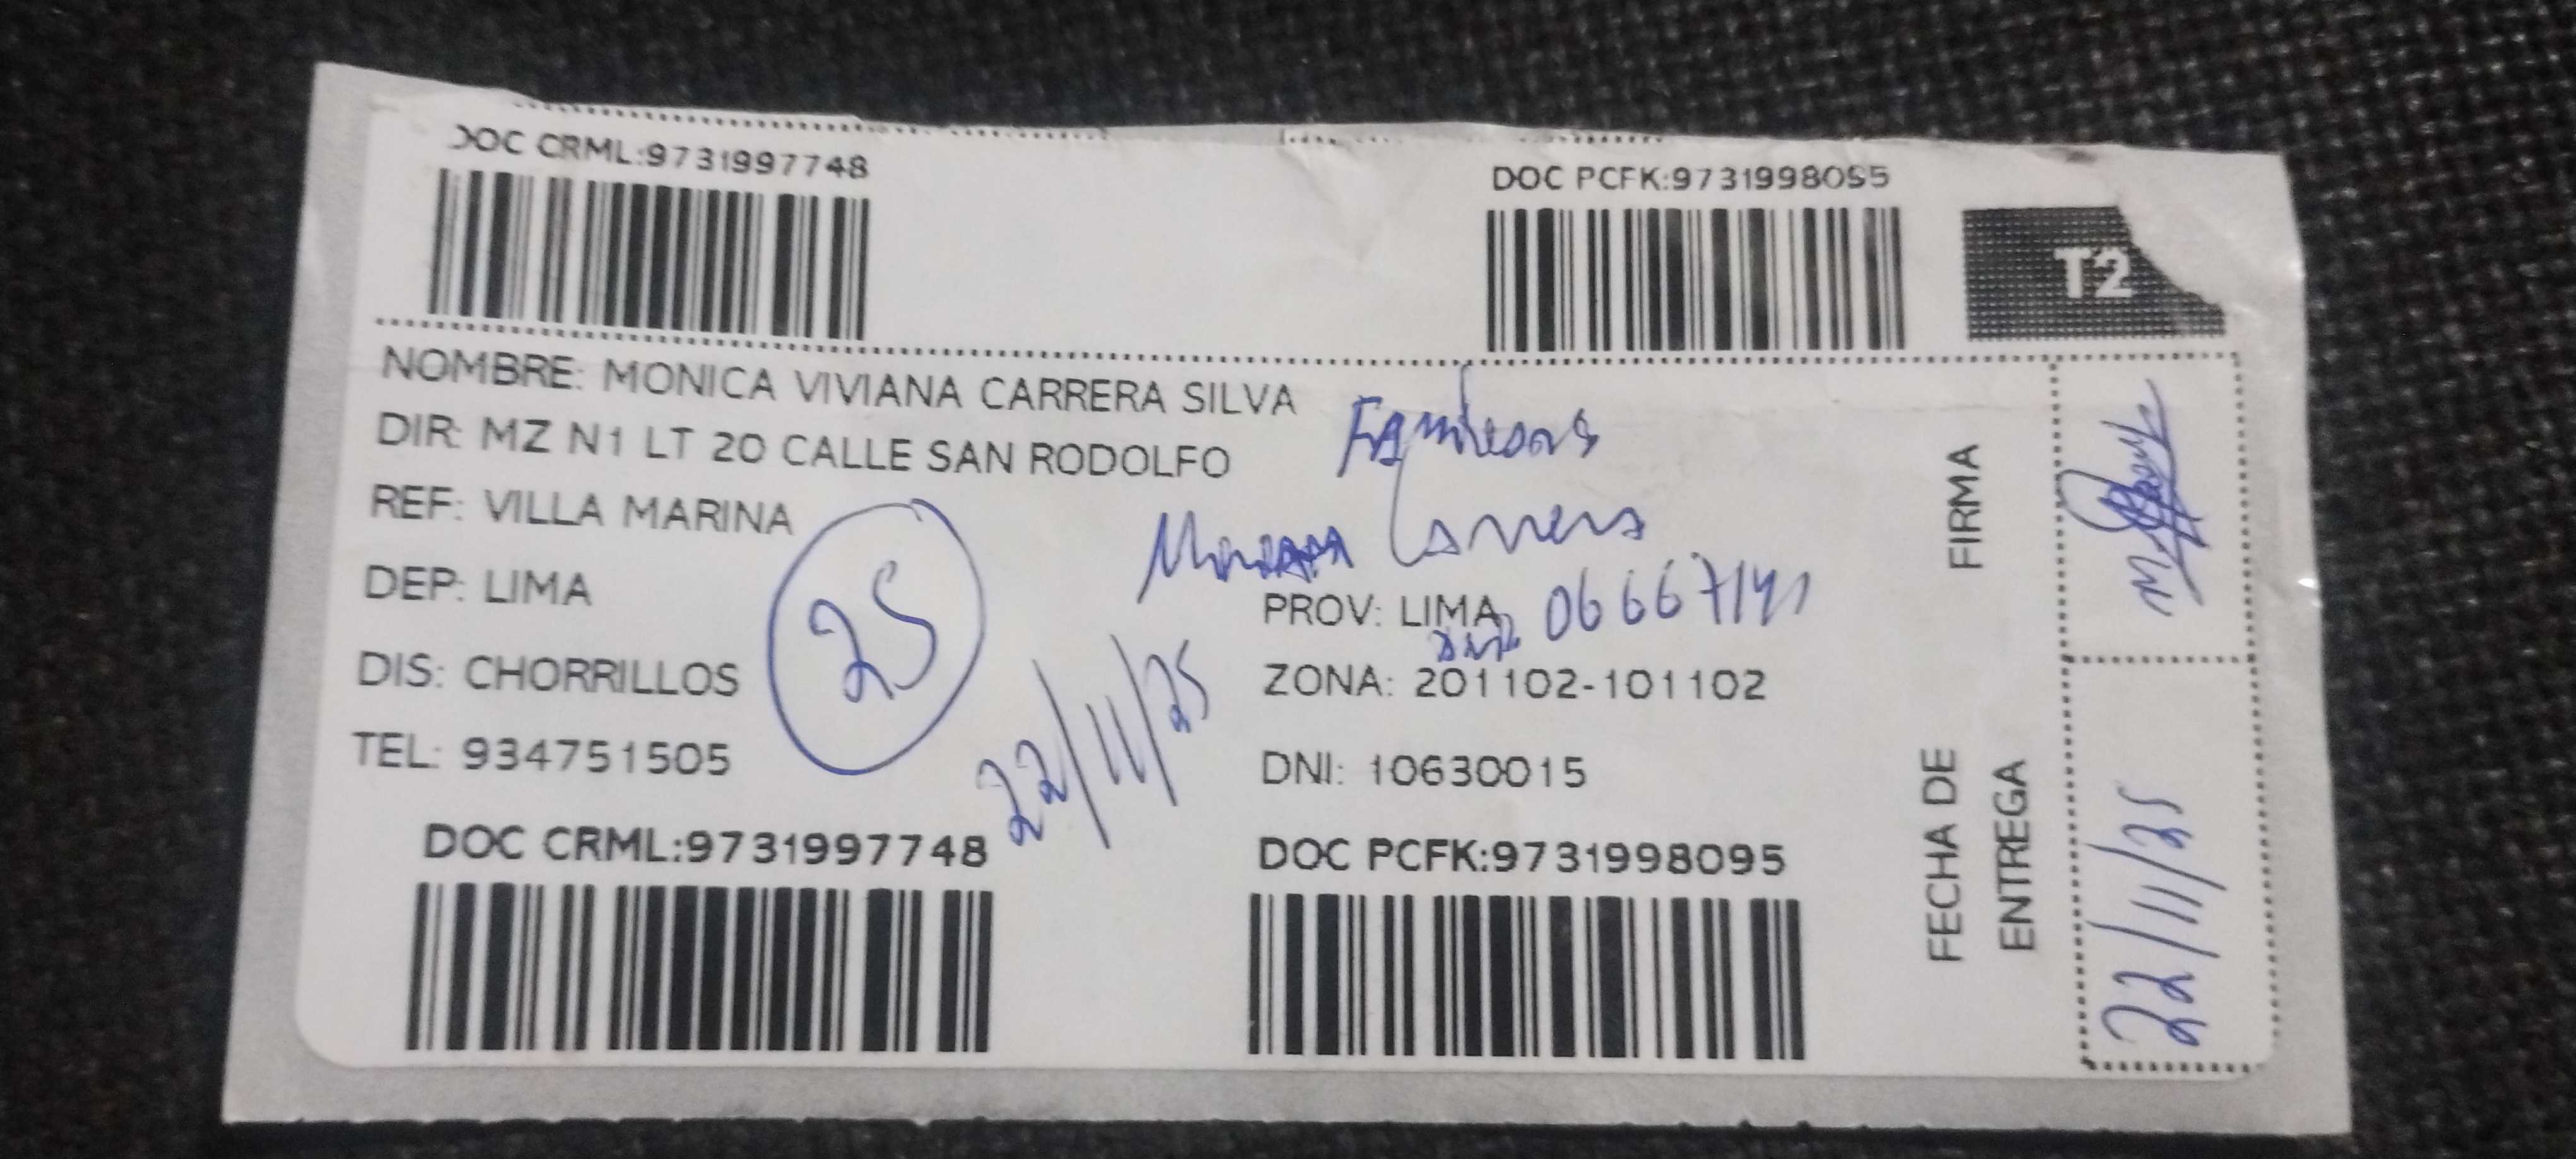 DOC CRML:9731997748
DOC PCFK:9731998095
T2
NOMBRE: MONICA VIVIANA CARRERA SILVA
DIR: MZ N1 LT 20 CALLE SAN RODOLFO
REF: VILLA MARINA
Carrera
DEP: LIMA
PROV: LIMA
25
DIS: CHORRILLOS
ZONA: 201102-101102
TEL: 934751505
22/11/25
DNI: 10630015
DOC CRML:9731997748
DOC PCFK:9731998095
FIRMA
FECHA DE
ENTREGA
22/11/25